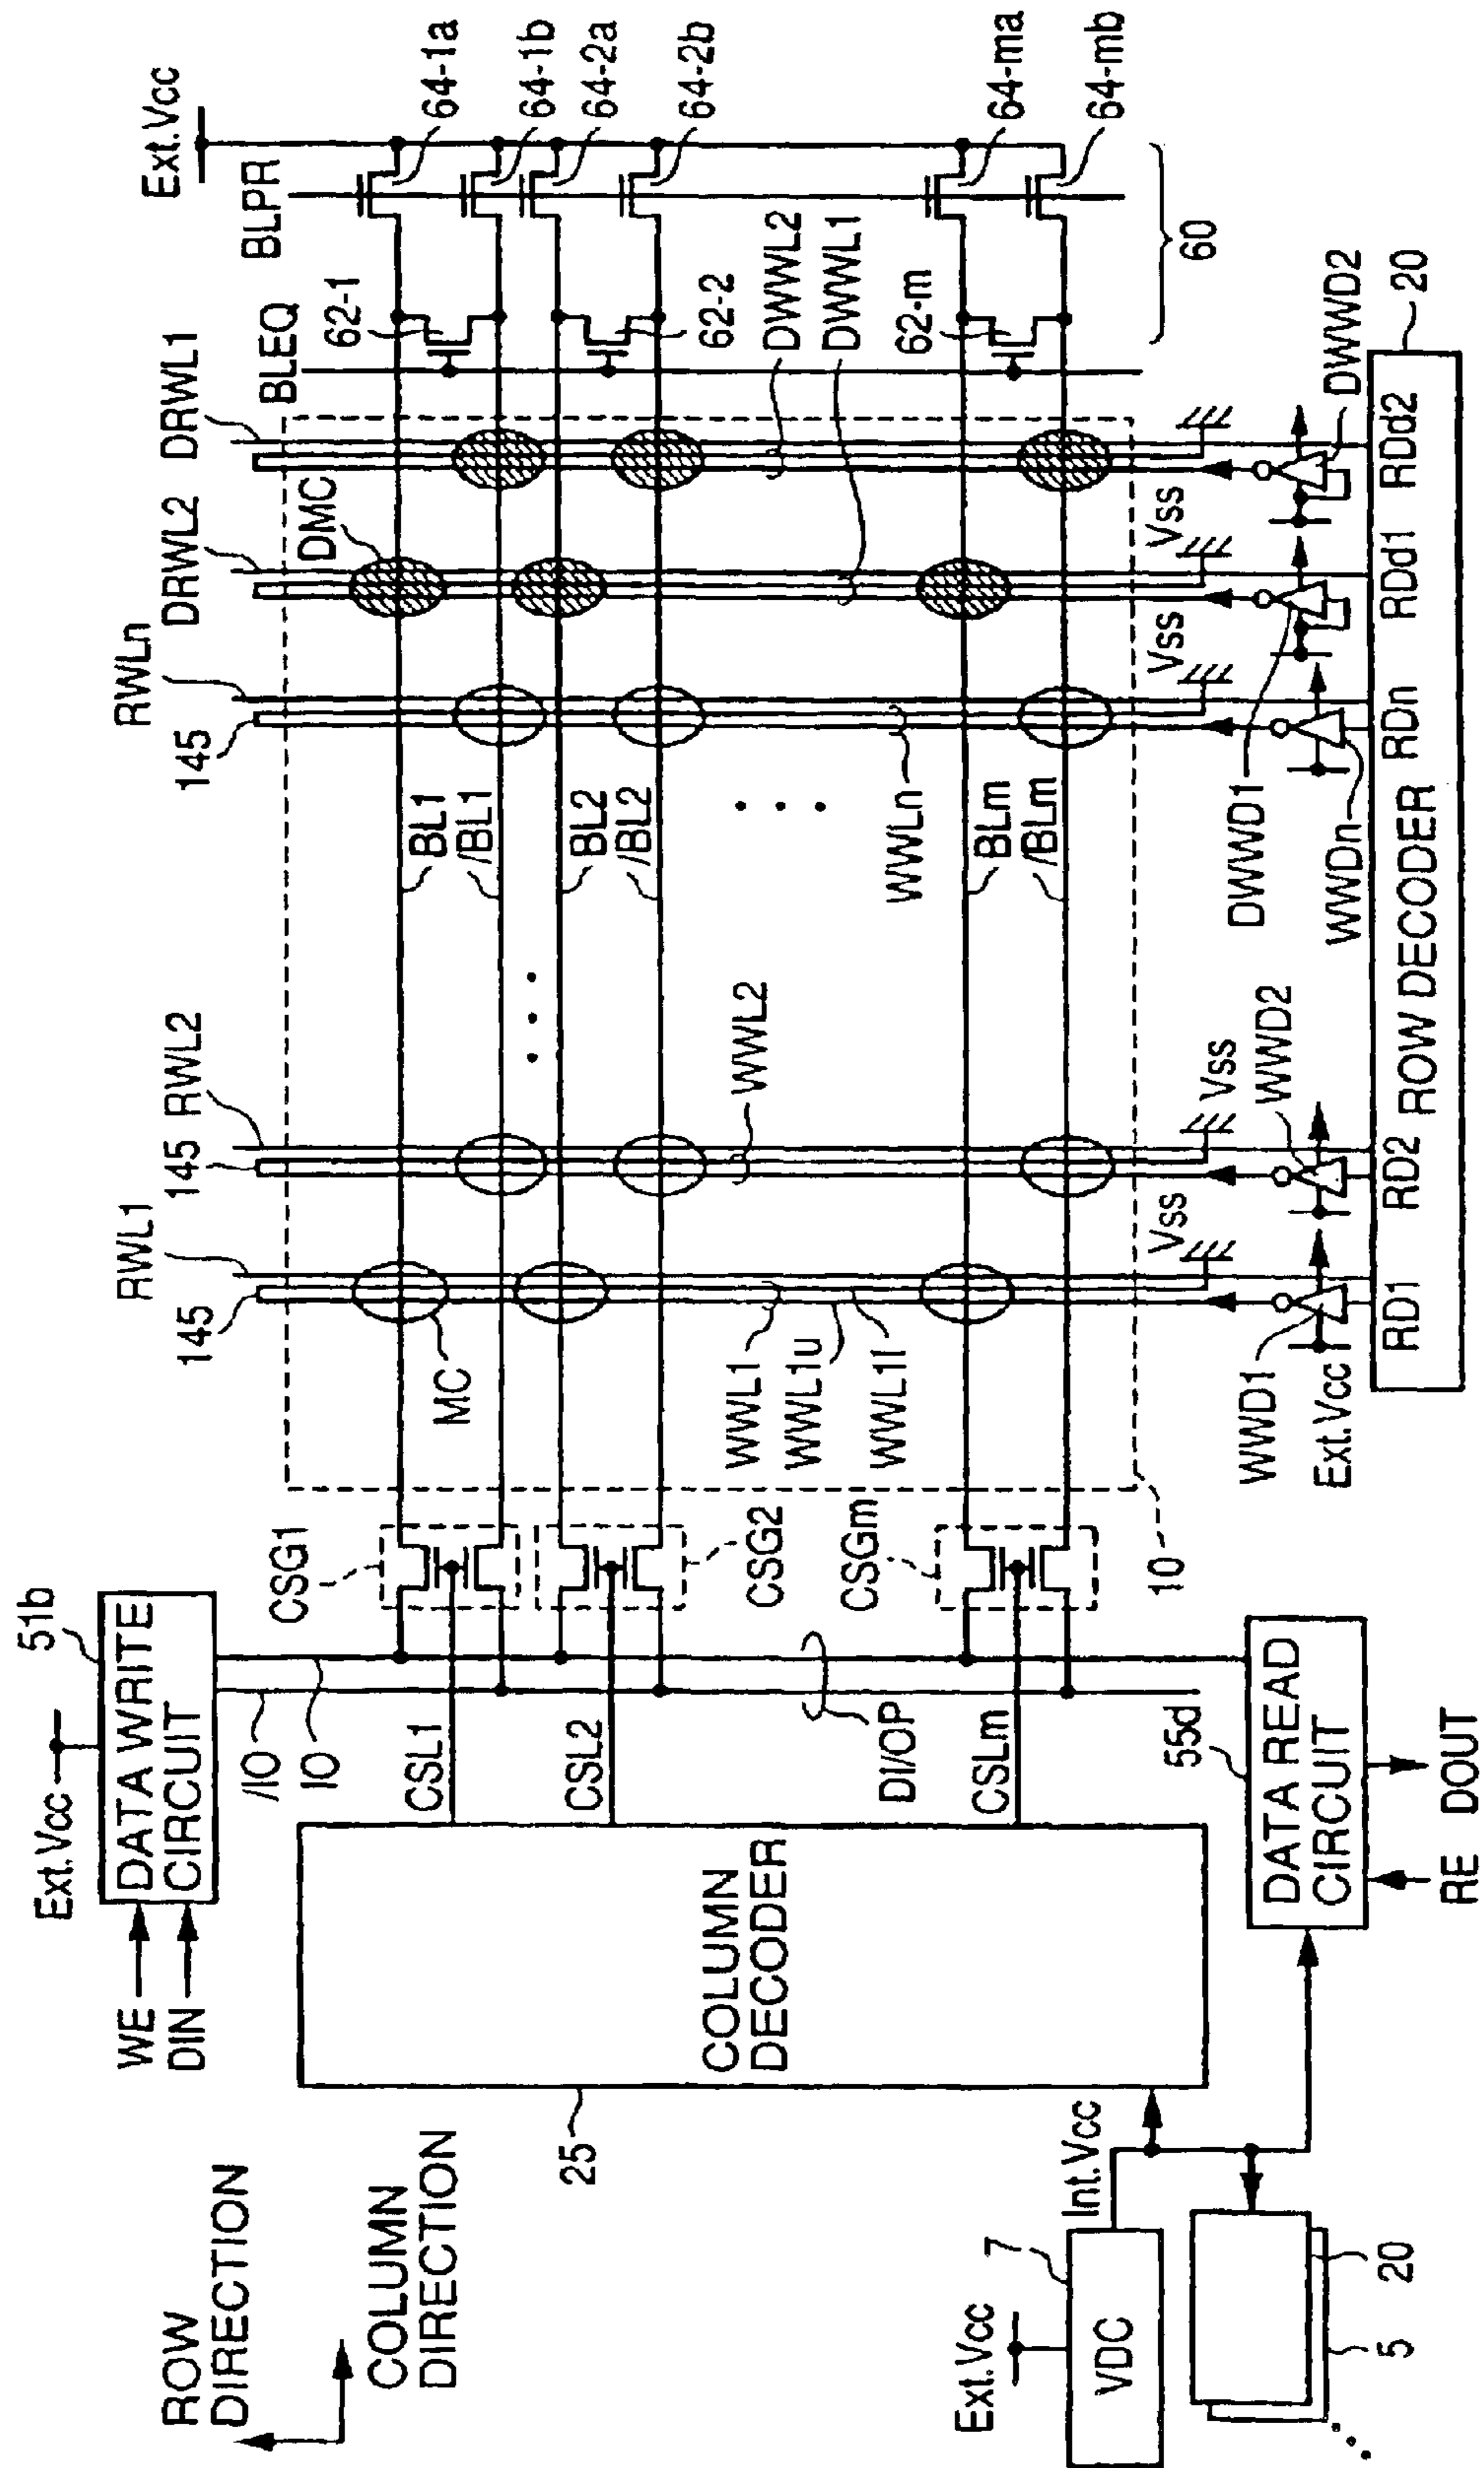 Ext.Vcc
BLPR
64-1a
64-1b
64-2a
64-2b
64-ma
64-mb
60
BLEQ
62-1
62-2
62-m
DWWL2
DWWL1
DRWL1
DRWL2
DMC
RWLn
145
BL1
/BL1
BL2
/BL2
WWLn
BLm
/BLm
RWL2
145
WWL2
RWL1
145
MC
WWL1
WWL1u
WWL1l
Vss
Vss
Vss
Vss
DWWD2
DWWD1
WWDn
WWD2
WWD1
Ext.Vcc
20
RDd2
RDd1
RDn
RD2
RD1
ROW DECODER
10
CSG1
CSG2
CSGm
51b
Ext.Vcc
DATA WRITE
CIRCUIT
WE
DIN
/IO
IO
CSL1
CSL2
DI/OP
CSLm
55d
DATA READ
CIRCUIT
RE
DOUT
COLUMN
DECODER
25
Int.Vcc
Ext.Vcc
7
VDC
20
5
ROW
DIRECTION
COLUMN
DIRECTION